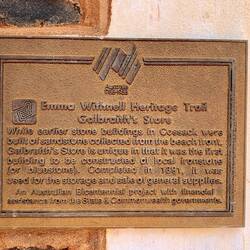 Emma Withnell Heritage Trail
Galbraith's Store
While earlier stone buildings in Cossack were
built of sandstone collected from the beach front,
Galbraith's Store is unique in that it was the first
building to be constructed of local ironstone
(or bluestone). Completed in 1891, it was
used for the storage and sale of general supplies.
An Australian Bicentennial project with financial
assistance from the State & Commonwealth governments.